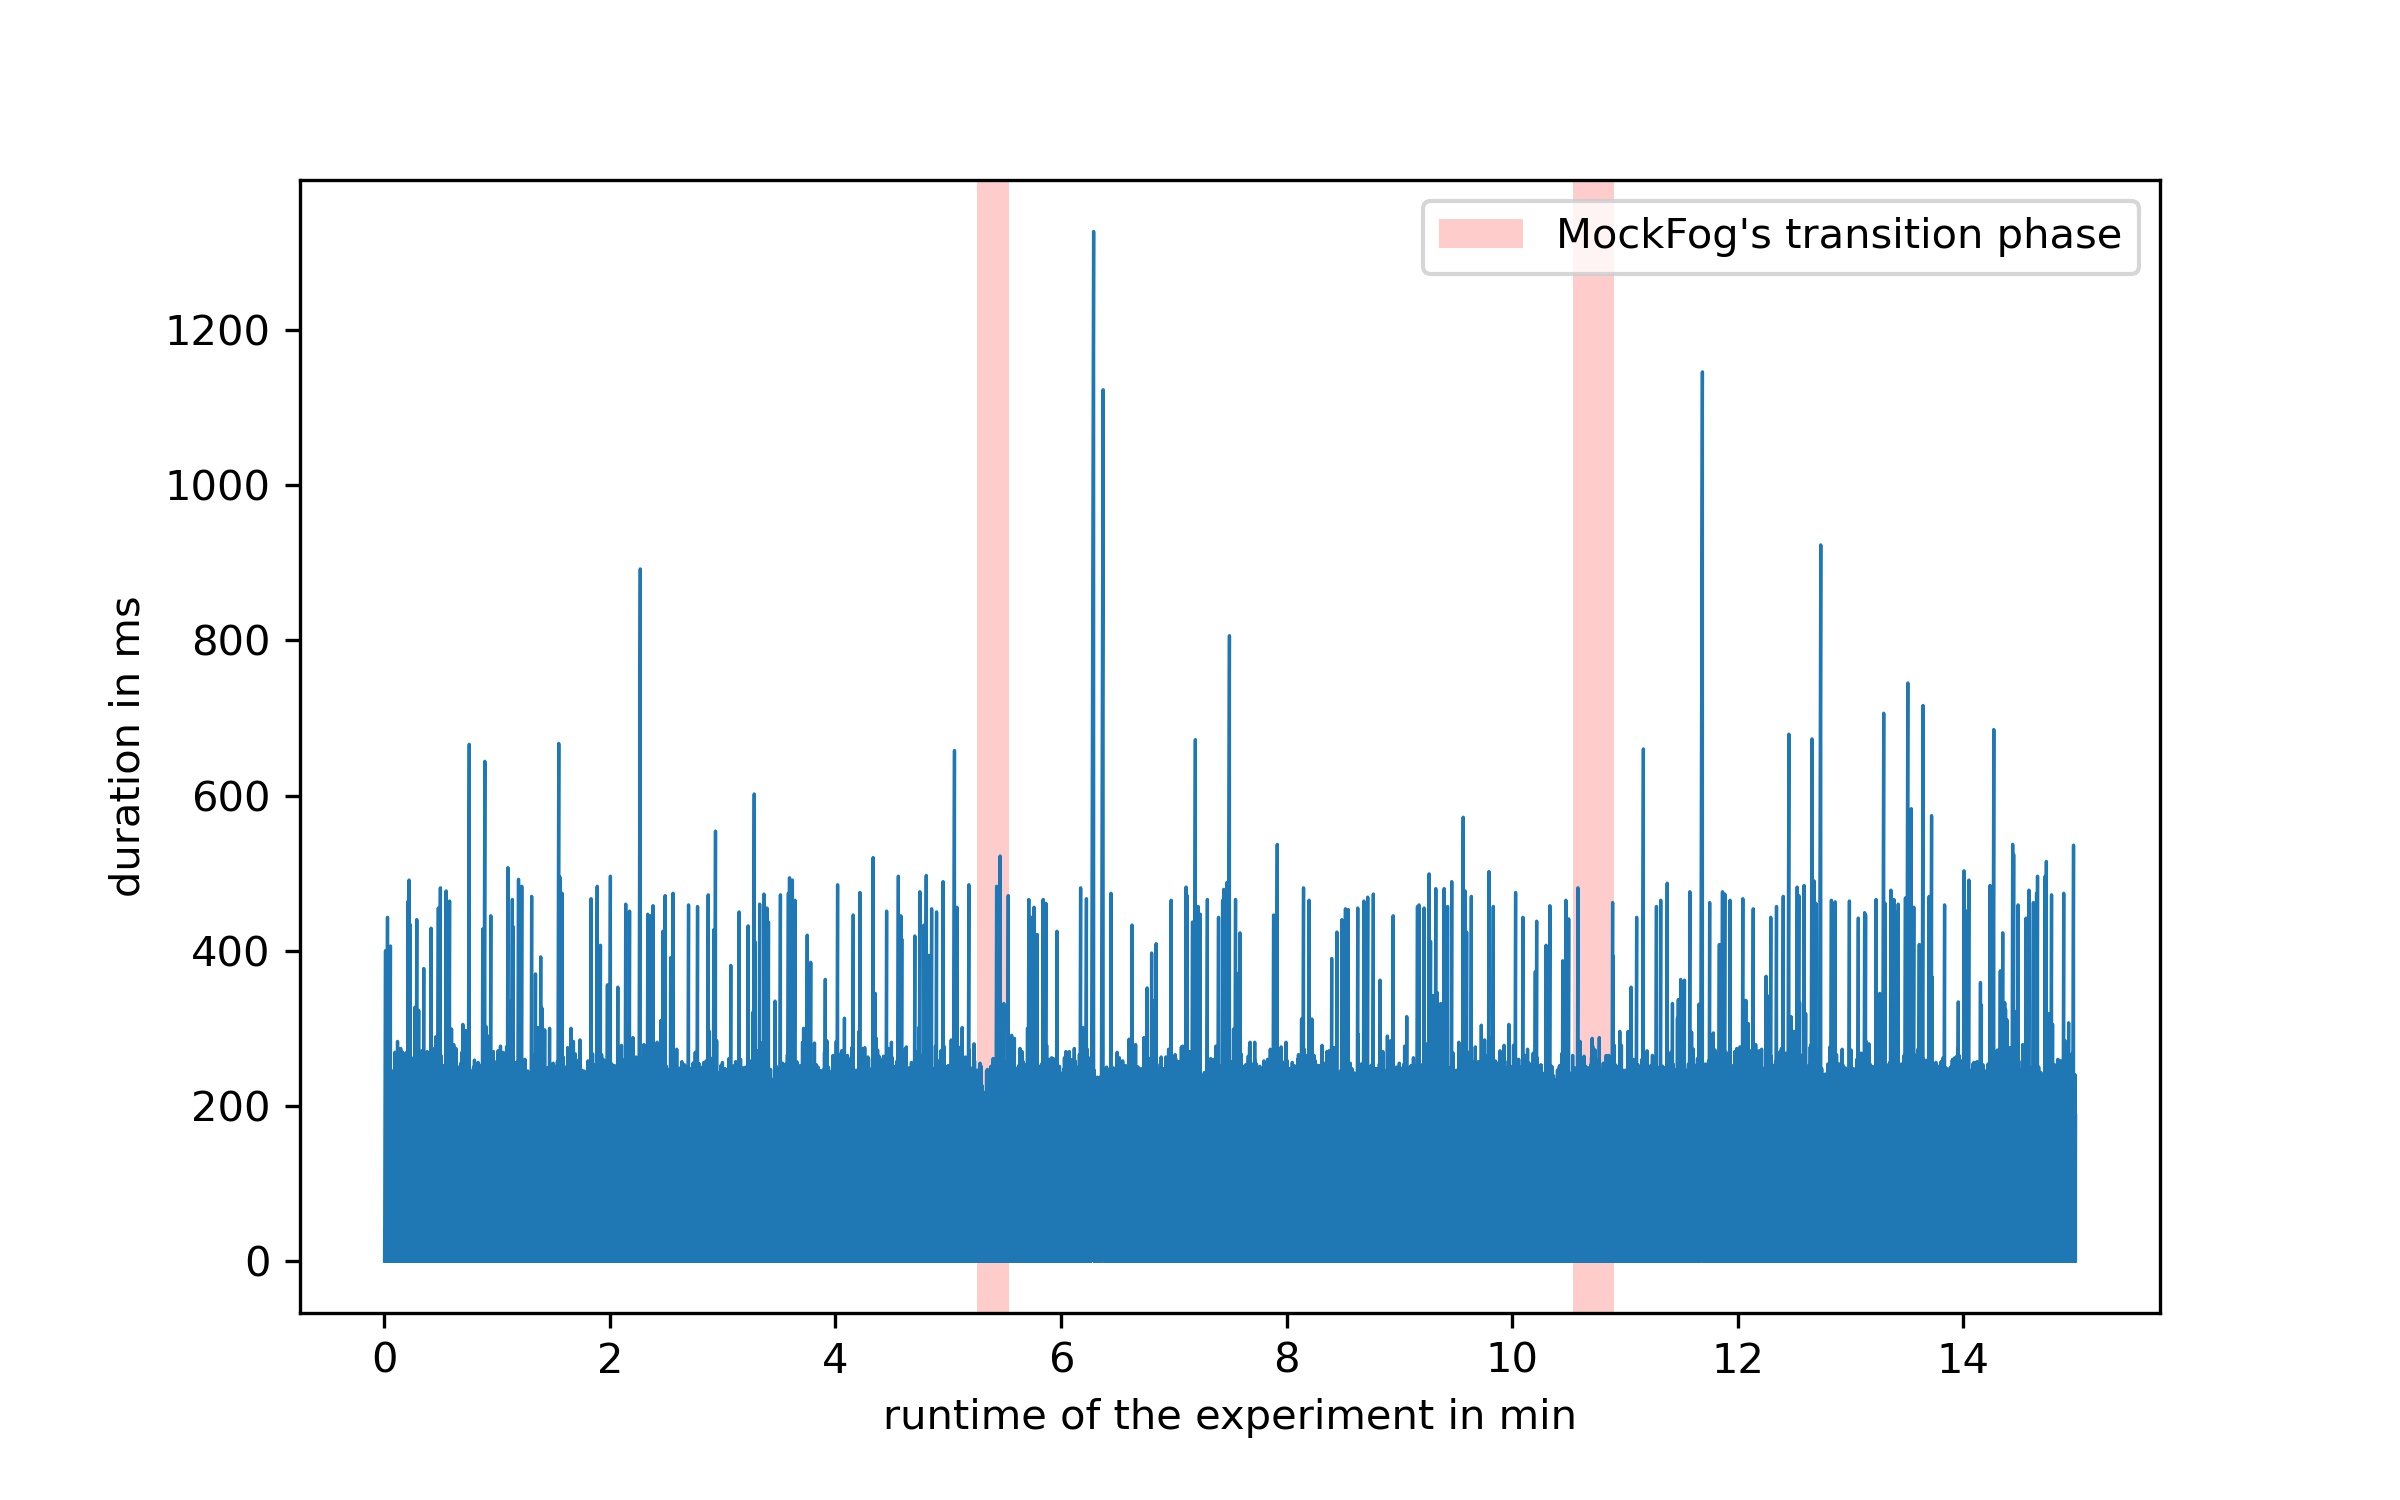 MockFog's transition phase
1200
1000
800
600
400
200
0
duration in ms
0 2 4 6 8 10 12 14
runtime of the experiment in min